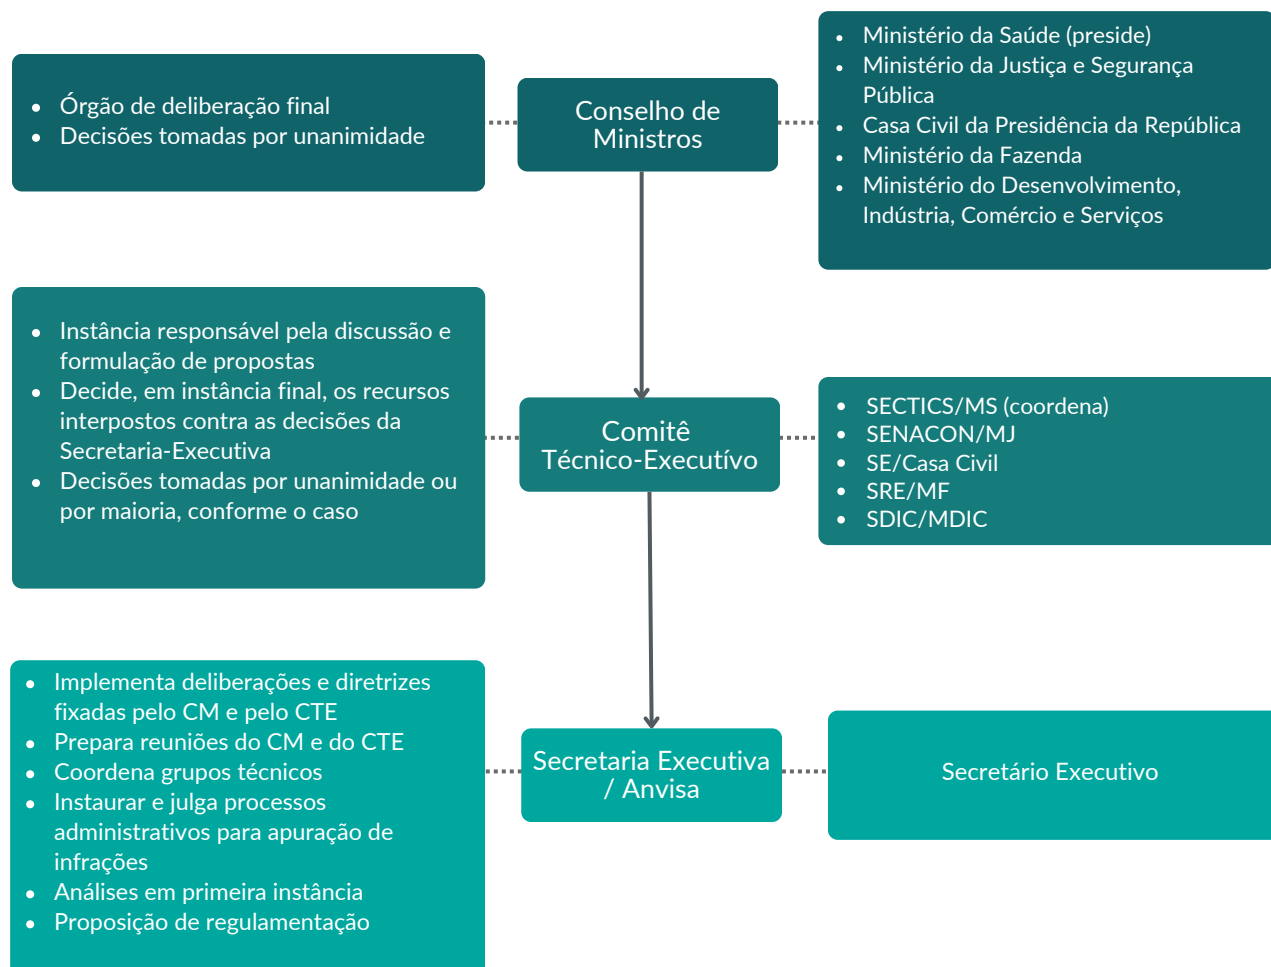 • Órgão de deliberação final
• Decisões tomadas por unanimidade
Conselho de
Ministros
• Ministério da Saúde (preside)
• Ministério da Justiça e Segurança
Pública
• Casa Civil da Presidência da República
• Ministério da Fazenda
• Ministério do Desenvolvimento,
Indústria, Comércio e Serviços
• Instância responsável pela discussão e
formulação de propostas
• Decide, em instância final, os recursos
interpostos contra as decisões da
Secretaria-Executiva
• Decisões tomadas por unanimidade ou
por maioria, conforme o caso
Comitê
Técnico-Executívo
• SECTICS/MS (coordena)
• SENACON/MJ
• SE/Casa Civil
• SRE/MF
• SDIC/MDIC
• Implementa deliberações e diretrizes
fixadas pelo CM e pelo CTE
• Prepara reuniões do CM e do CTE
• Coordena grupos técnicos
• Instaurar e julga processos
administrativos para apuração de
infrações
• Análises em primeira instância
• Proposição de regulamentação
Secretaria Executiva
/ Anvisa
Secretário Executivo